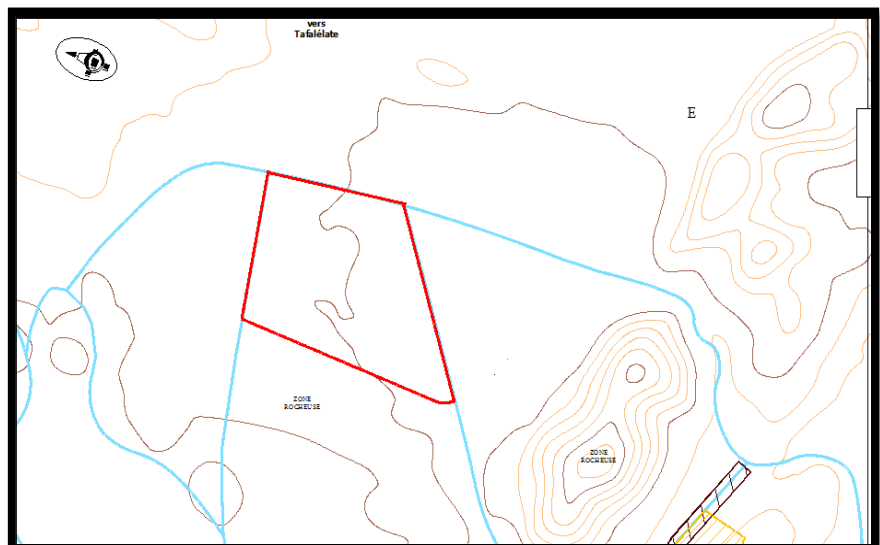 vers
Tafalélate
E
ZONE
ROCHEUSE
ZONE
ROCHEUSE